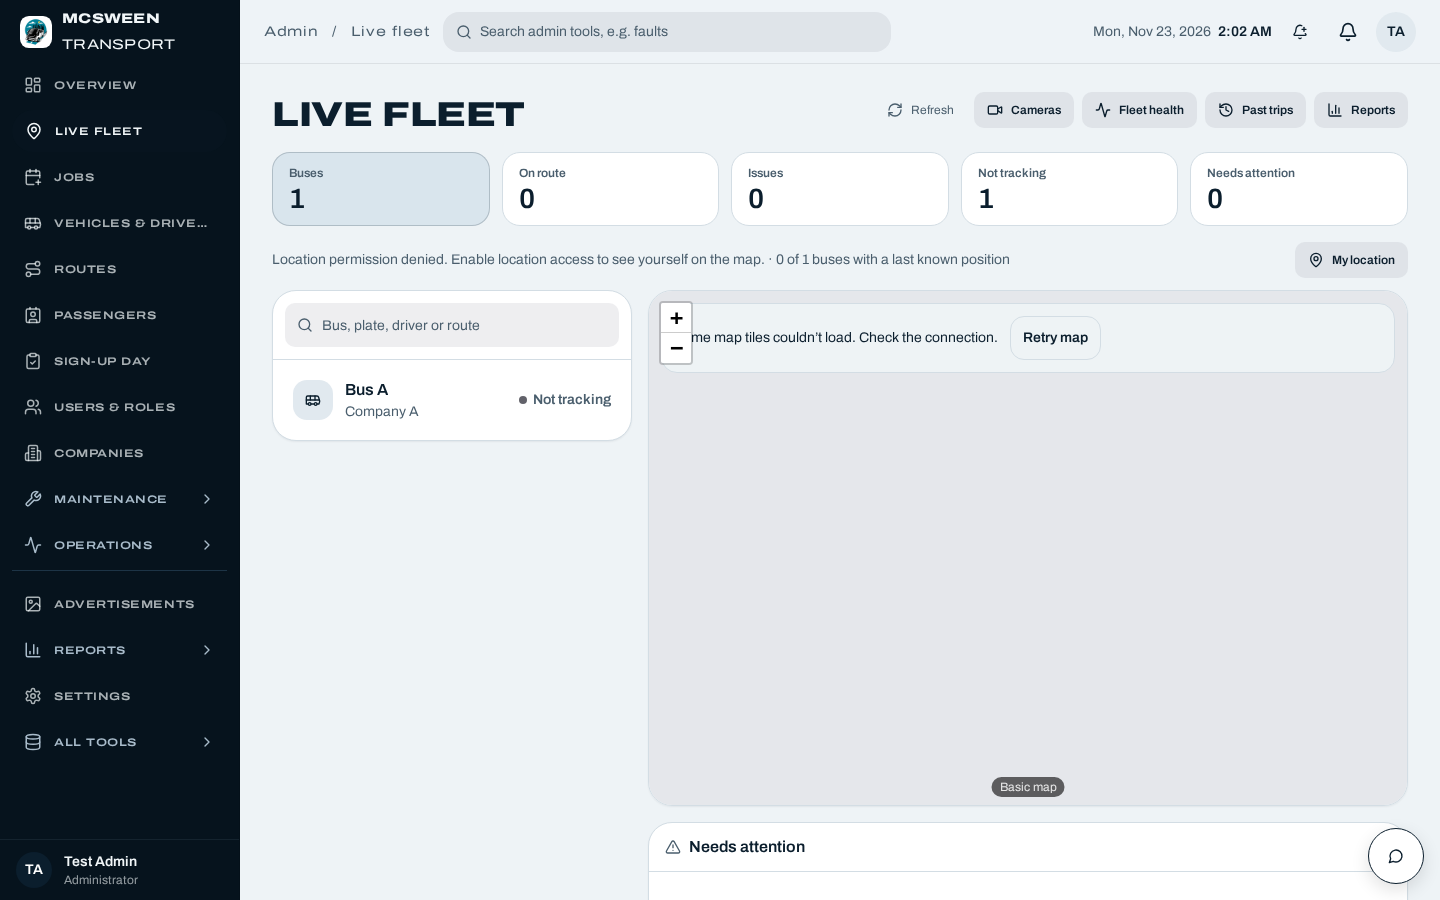 MCSWEEN
TRANSPORT
OVERVIEW
LIVE FLEET
JOBS
VEHICLES & DRIVE...
ROUTES
PASSENGERS
SIGN-UP DAY
USERS & ROLES
COMPANIES
MAINTENANCE
OPERATIONS
ADVERTISEMENTS
REPORTS
SETTINGS
ALL TOOLS
TA
Test Admin
Administrator
Admin / Live fleet
Search admin tools, e.g. faults
Mon, Nov 23, 2026 2:02 AM
TA
LIVE FLEET
Refresh
Cameras
Fleet health
Past trips
Reports
Buses
1
On route
0
Issues
0
Not tracking
1
Needs attention
0
Location permission denied. Enable location access to see yourself on the map. · 0 of 1 buses with a last known position
My location
Bus, plate, driver or route
Bus A
Company A
Not tracking
+
−
me map tiles couldn't load. Check the connection.
Retry map
Basic map
Needs attention